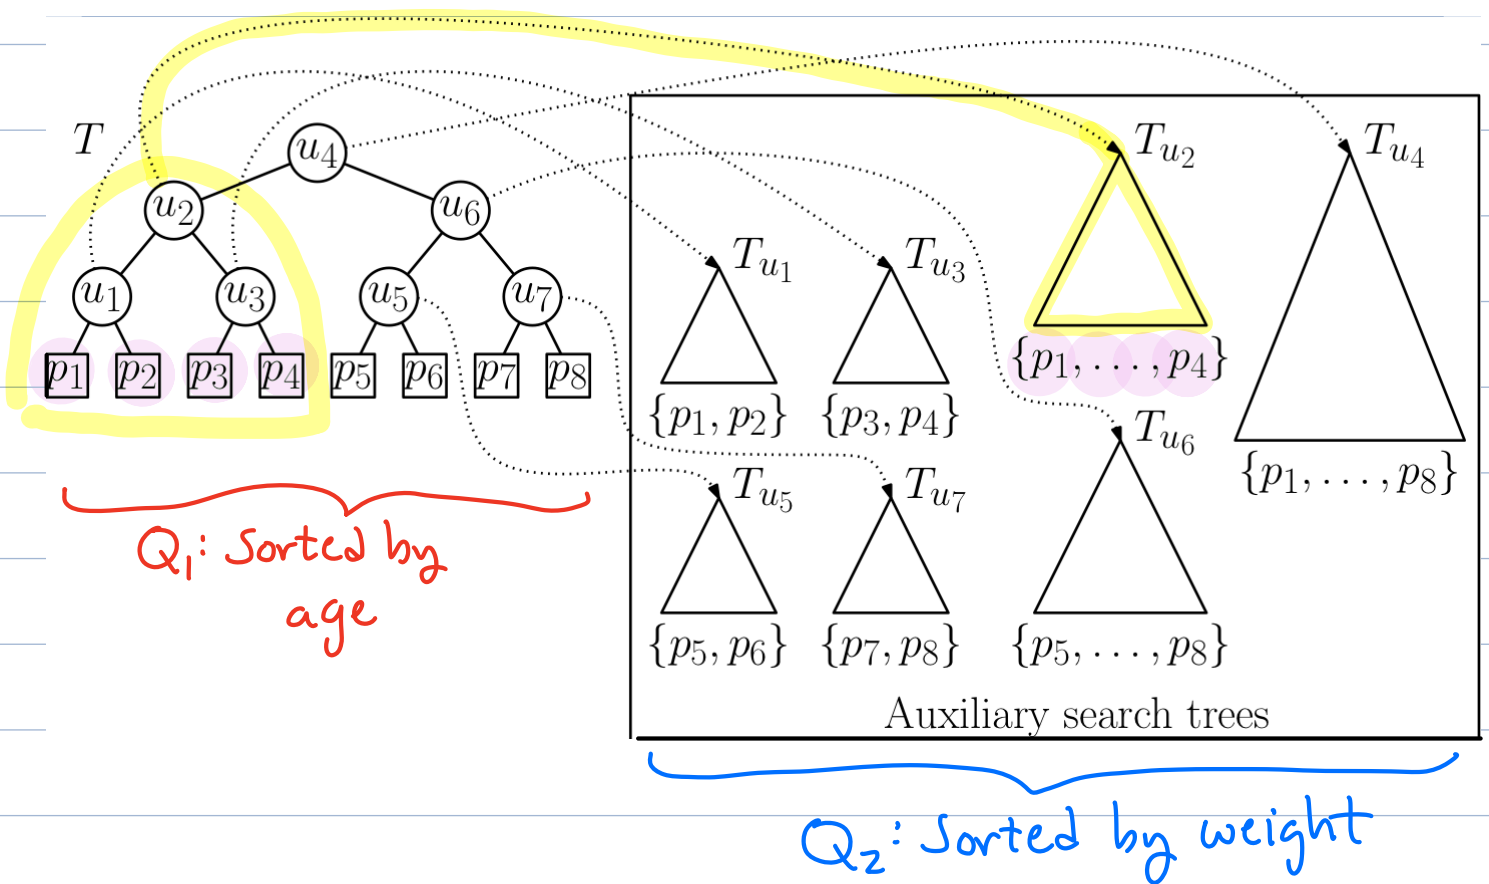 T
u4
u2
u6
u1
u3
u5
u7
p1 p2 p3 p4 p5 p6 p7 p8
Q1: Sorted by
age
Tu2
Tu4
Tu1
Tu3
{p1, ..., p4}
{p1, p2}
{p3, p4}
Tu6
{p1, ..., p8}
Tu5
Tu7
{p5, p6}
{p7, p8}
{p5, ..., p8}
Auxiliary search trees
Q2: Sorted by weight